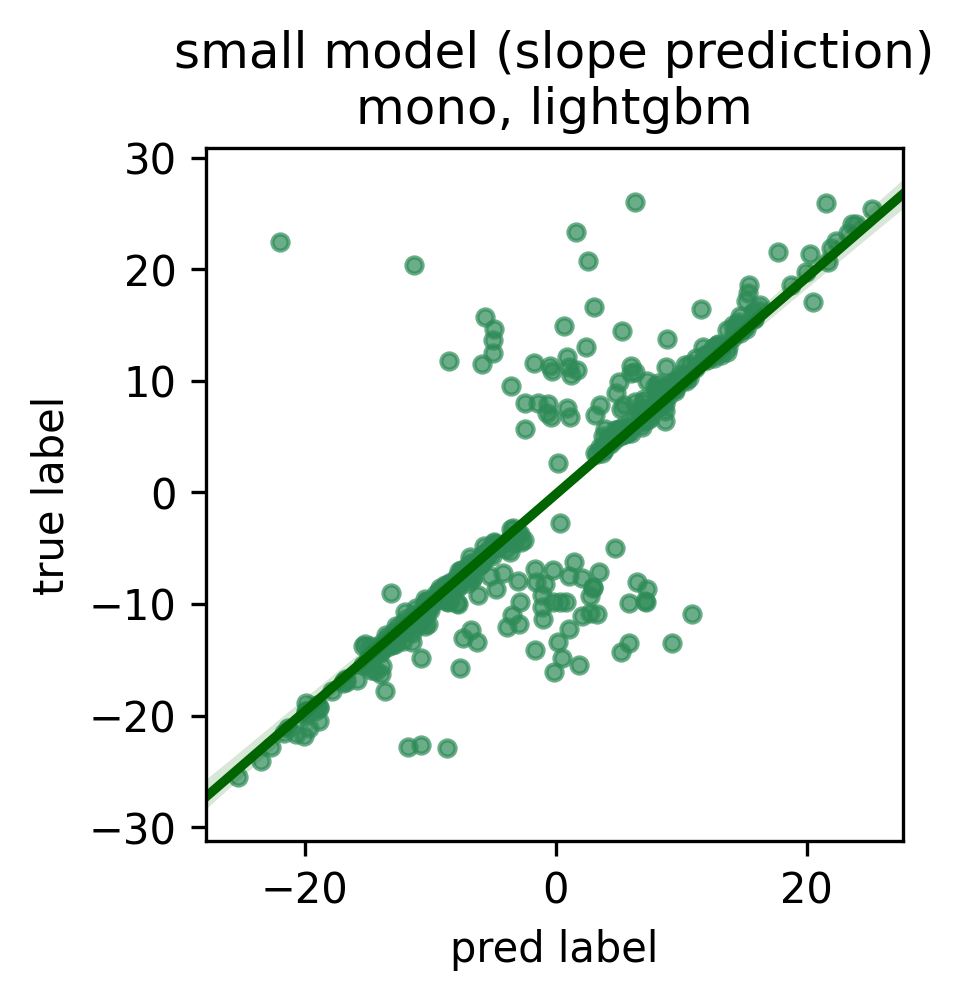 small model (slope prediction)
mono, lightgbm
30
20
10
0
−10
−20
−30
true label
−20 0 20
pred label